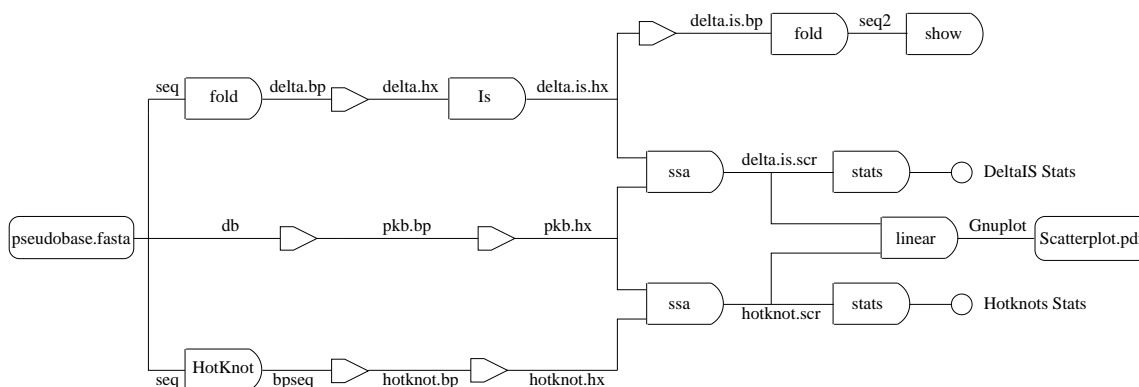 delta.is.bp
fold
seq2
show
seq
fold
delta.bp
delta.hx
Is
delta.is.hx
ssa
delta.is.scr
stats
DeltaIS Stats
pseudobase.fasta
db
pkb.bp
pkb.hx
linear
Gnuplot
Scatterplot.pdf
ssa
hotknot.scr
stats
Hotknots Stats
seq
HotKnot
bpseq
hotknot.bp
hotknot.hx